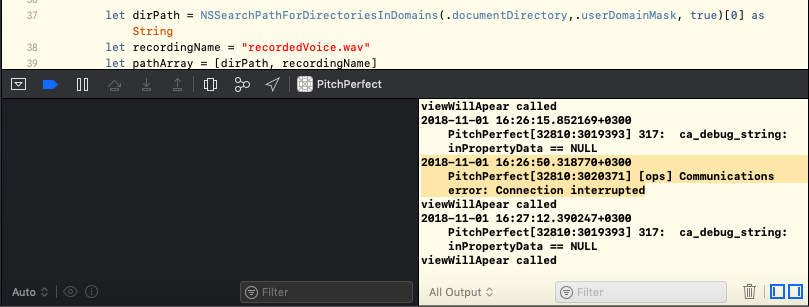 37 let dirPath = NSSearchPathForDirectoriesInDomains(.documentDirectory,.userDomainMask, true)[0] as
String
38 let recordingName = "recordedVoice.wav"
39 let pathArray = [dirPath, recordingName]
PitchPerfect
viewWillApear called
2018-11-01 16:26:15.852169+0300
PitchPerfect[32810:3019393] 317:  ca_debug_string:
inPropertyData == NULL
2018-11-01 16:26:50.318770+0300
PitchPerfect[32810:3020371] [ops] Communications
error: Connection interrupted
viewWillApear called
2018-11-01 16:27:12.390247+0300
PitchPerfect[32810:3019393] 317:  ca_debug_string:
inPropertyData == NULL
viewWillApear called
Auto Filter All Output Filter